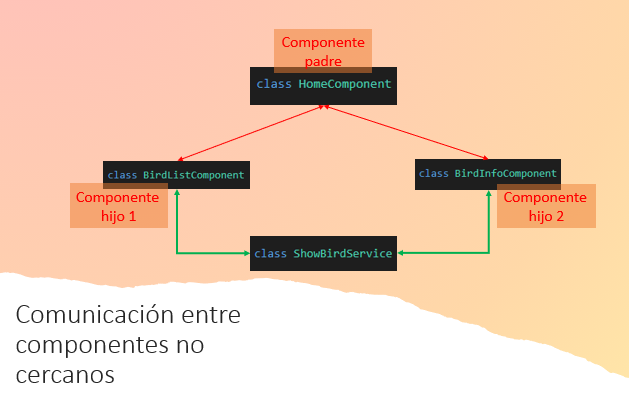 Componente
padre
class HomeComponent
class BirdListComponent
class BirdInfoComponent
Componente
hijo 1
Componente
hijo 2
class ShowBirdService
Comunicación entre
componentes no
cercanos